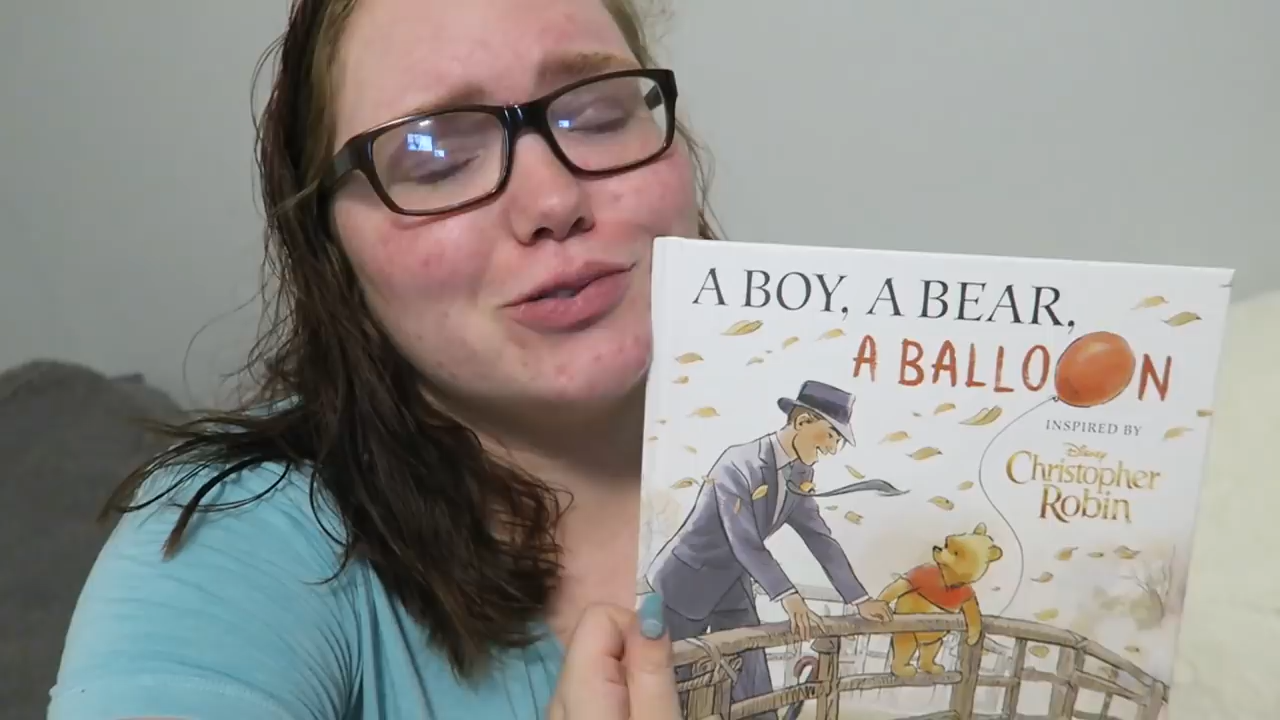 A BOY, A BEAR,
A BALLOON
INSPIRED BY
Disney
Christopher
Robin